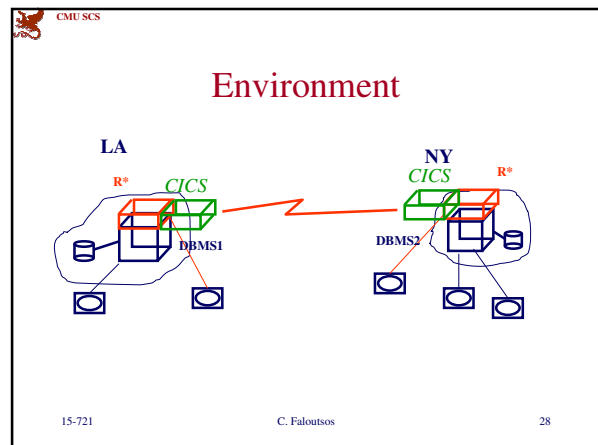 CMU SCS
Environment
LA
NY
R*
CICS
CICS
R*
DBMS1
DBMS2
15-721
C. Faloutsos
28